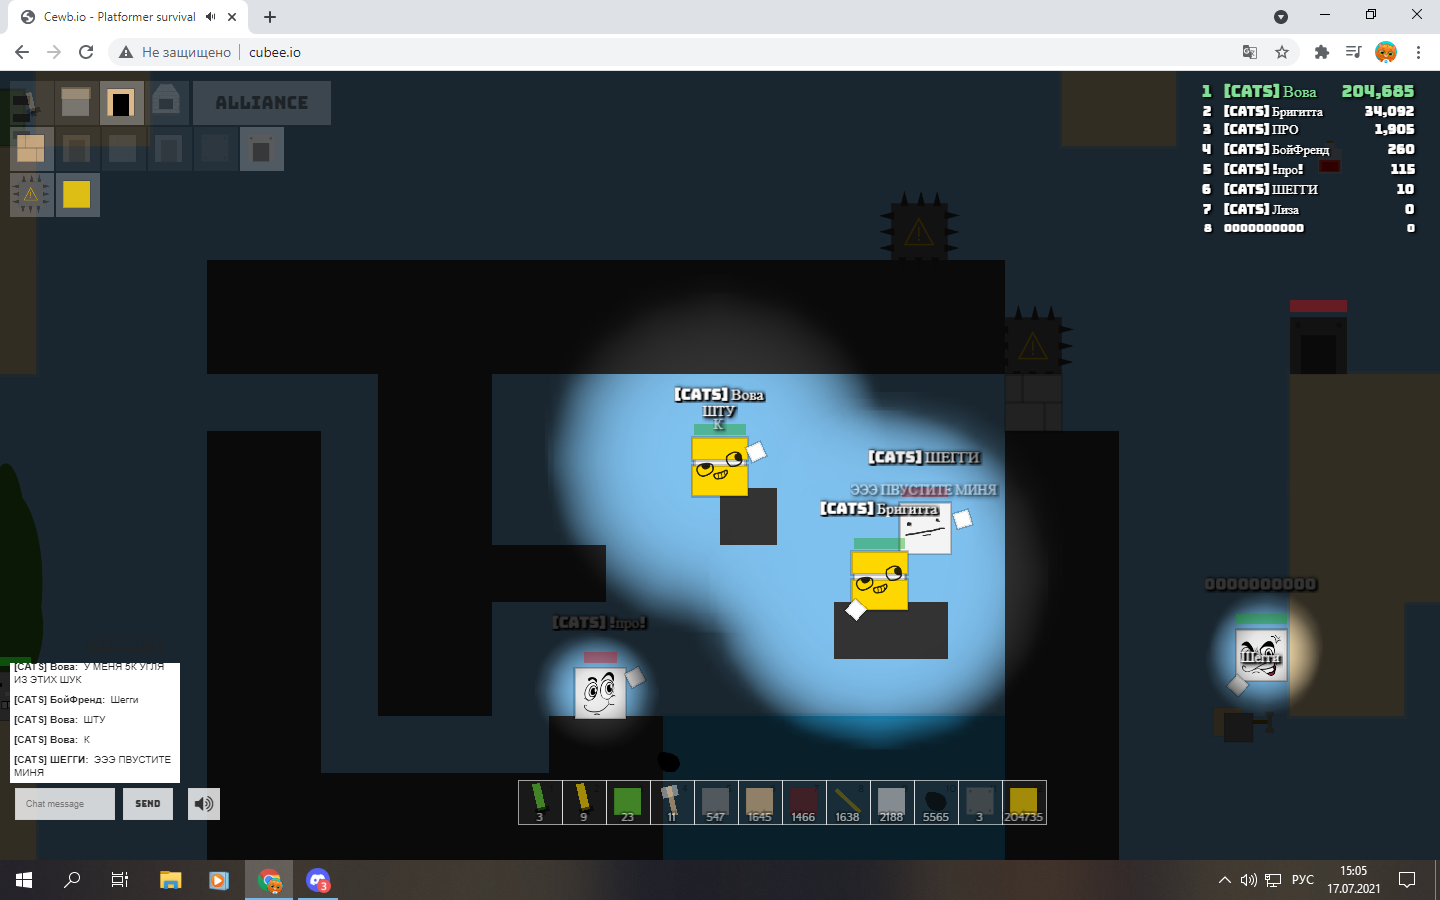 Cewb.io - Platformer survival
Не защищено
cubee.io
ALLIANCE
1 [CATS] Вова 204,685
2 [CATS] Бригитта 34,092
3 [CATS] ПРО 1,905
4 [CATS] БойФренд 260
5 [CATS] !про! 115
6 [CATS] ШЕГГИ 10
7 [CATS] Лиза 0
8 0000000000 0
[CATS] Вова
ШТУ
К
[CATS] ШЕГГИ
ЭЭЭ ПВУСТИТЕ МИНЯ
[CATS] Бригитта
0000000000
[CATS] !про!
Шегги
[CATS] Вова: У МЕНЯ 5К УГЛЯ
ИЗ ЭТИХ ШУК
[CATS] БойФренд: Шегги
[CATS] Вова: ШТУ
[CATS] Вова: К
[CATS] ШЕГГИ: ЭЭЭ ПВУСТИТЕ
МИНЯ
Chat message
SEND
3 9 23 11 547 1645 1466 1638 2188 5565 3 204735
3
РУС
15:05
17.07.2021